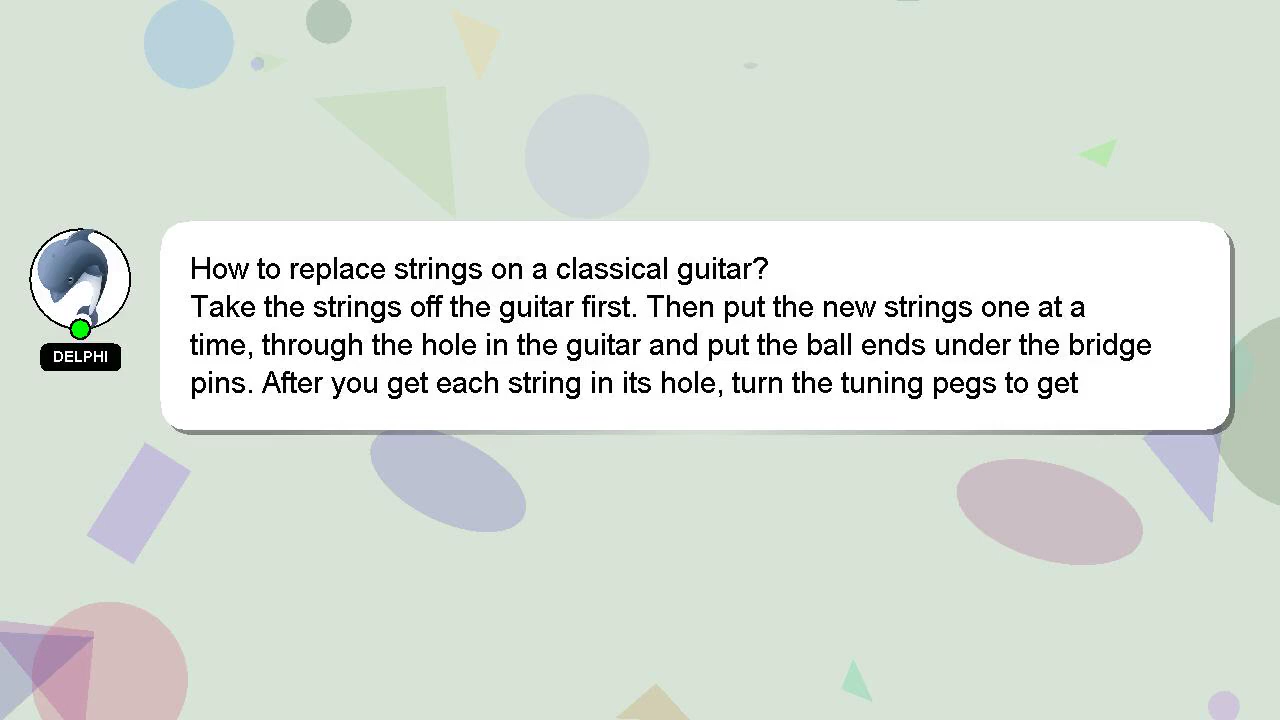 How to replace strings on a classical guitar?
Take the strings off the guitar first. Then put the new strings one at a
time, through the hole in the guitar and put the ball ends under the bridge
pins. After you get each string in its hole, turn the tuning pegs to get
DELPHI